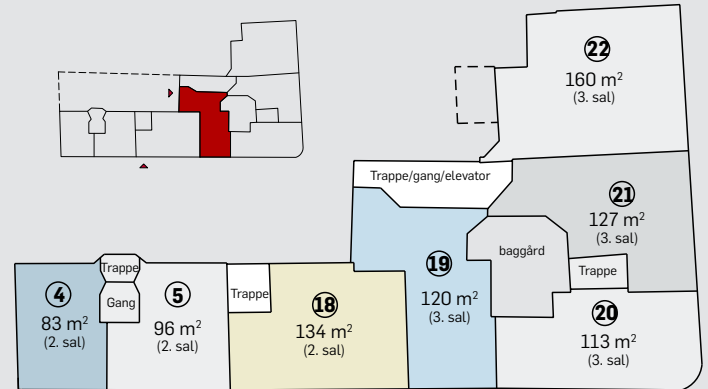 22
160 m²
(3. sal)
Trappe/gang/elevator
21
127 m²
(3. sal)
baggård
Trappe
19
120 m²
(3. sal)
20
113 m²
(3. sal)
Trappe
Gang
4
83 m²
(2. sal)
5
96 m²
(2. sal)
Trappe
18
134 m²
(2. sal)